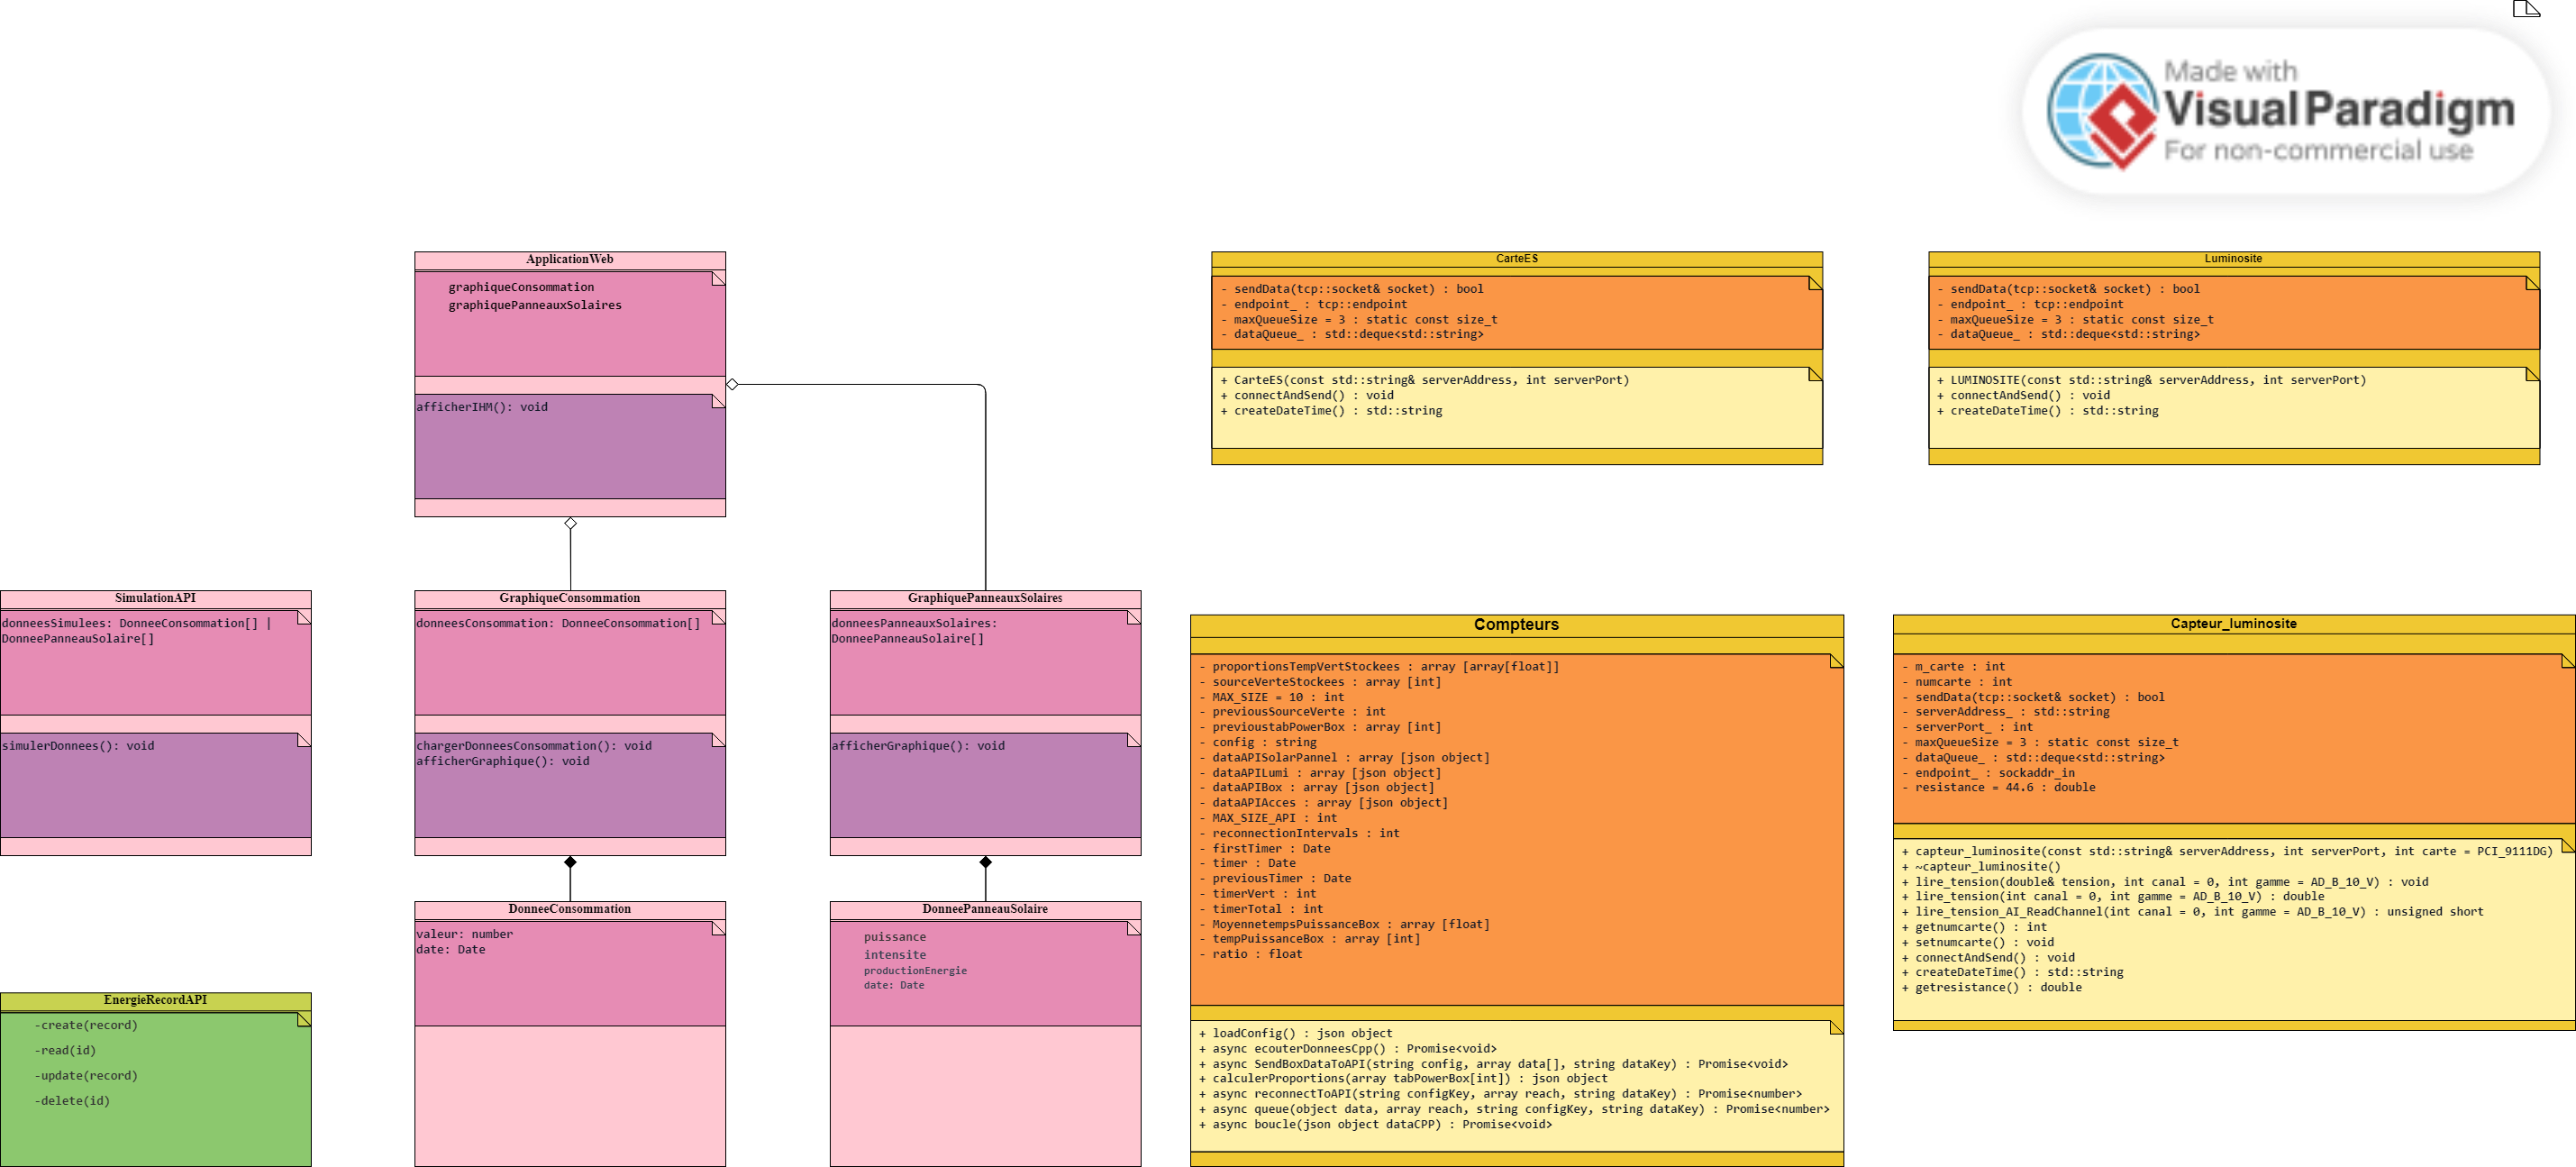 Made with
Visual Paradigm
For non-commercial use
ApplicationWeb
graphiqueConsommation
graphiquePanneauxSolaires
afficherIHM(): void
CarteES
- sendData(tcp::socket& socket) : bool
- endpoint_ : tcp::endpoint
- maxQueueSize = 3 : static const size_t
- dataQueue_ : std::deque<std::string>
+ CarteES(const std::string& serverAddress, int serverPort)
+ connectAndSend() : void
+ createDateTime() : std::string
Luminosite
- sendData(tcp::socket& socket) : bool
- endpoint_ : tcp::endpoint
- maxQueueSize = 3 : static const size_t
- dataQueue_ : std::deque<std::string>
+ LUMINOSITE(const std::string& serverAddress, int serverPort)
+ connectAndSend() : void
+ createDateTime() : std::string
SimulationAPI
donneesSimulees: DonneeConsommation[] |
DonneePanneauSolaire[]
simulerDonnees(): void
GraphiqueConsommation
donneesConsommation: DonneeConsommation[]
chargerDonneesConsommation(): void
afficherGraphique(): void
GraphiquePanneauxSolaires
donneesPanneauxSolaires:
DonneePanneauSolaire[]
afficherGraphique(): void
Compteurs
- proportionsTempVertStockees : array [array[float]]
- sourceVerteStockees : array [int]
- MAX_SIZE = 10 : int
- previousSourceVerte : int
- previoustabPowerBox : array [int]
- config : string
- dataAPISolarPannel : array [json object]
- dataAPILumi : array [json object]
- dataAPIBox : array [json object]
- dataAPIAcces : array [json object]
- MAX_SIZE_API : int
- reconnectionIntervals : int
- firstTimer : Date
- timer : Date
- previousTimer : Date
- timerVert : int
- timerTotal : int
- MoyennetempsPuissanceBox : array [float]
- tempPuissanceBox : array [int]
- ratio : float
+ loadConfig() : json object
+ async ecouterDonneesCpp() : Promise<void>
+ async SendBoxDataToAPI(string config, array data[], string dataKey) : Promise<void>
+ calculerProportions(array tabPowerBox[int]) : json object
+ async reconnectToAPI(string configKey, array reach, string dataKey) : Promise<number>
+ async queue(object data, array reach, string configKey, string dataKey) : Promise<number>
+ async boucle(json object dataCPP) : Promise<void>
Capteur_luminosite
- m_carte : int
- numcarte : int
- sendData(tcp::socket& socket) : bool
- serverAddress_ : std::string
- serverPort_ : int
- maxQueueSize = 3 : static const size_t
- dataQueue_ : std::deque<std::string>
- endpoint_ : sockaddr_in
- resistance = 44.6 : double
+ capteur_luminosite(const std::string& serverAddress, int serverPort, int carte = PCI_9111DG)
+ ~capteur_luminosite()
+ lire_tension(double& tension, int canal = 0, int gamme = AD_B_10_V) : void
+ lire_tension(int canal = 0, int gamme = AD_B_10_V) : double
+ lire_tension_AI_ReadChannel(int canal = 0, int gamme = AD_B_10_V) : unsigned short
+ getnumcarte() : int
+ setnumcarte() : void
+ connectAndSend() : void
+ createDateTime() : std::string
+ getresistance() : double
DonneeConsommation
valeur: number
date: Date
DonneePanneauSolaire
puissance
intensite
productionEnergie
date: Date
EnergieRecordAPI
-create(record)
-read(id)
-update(record)
-delete(id)